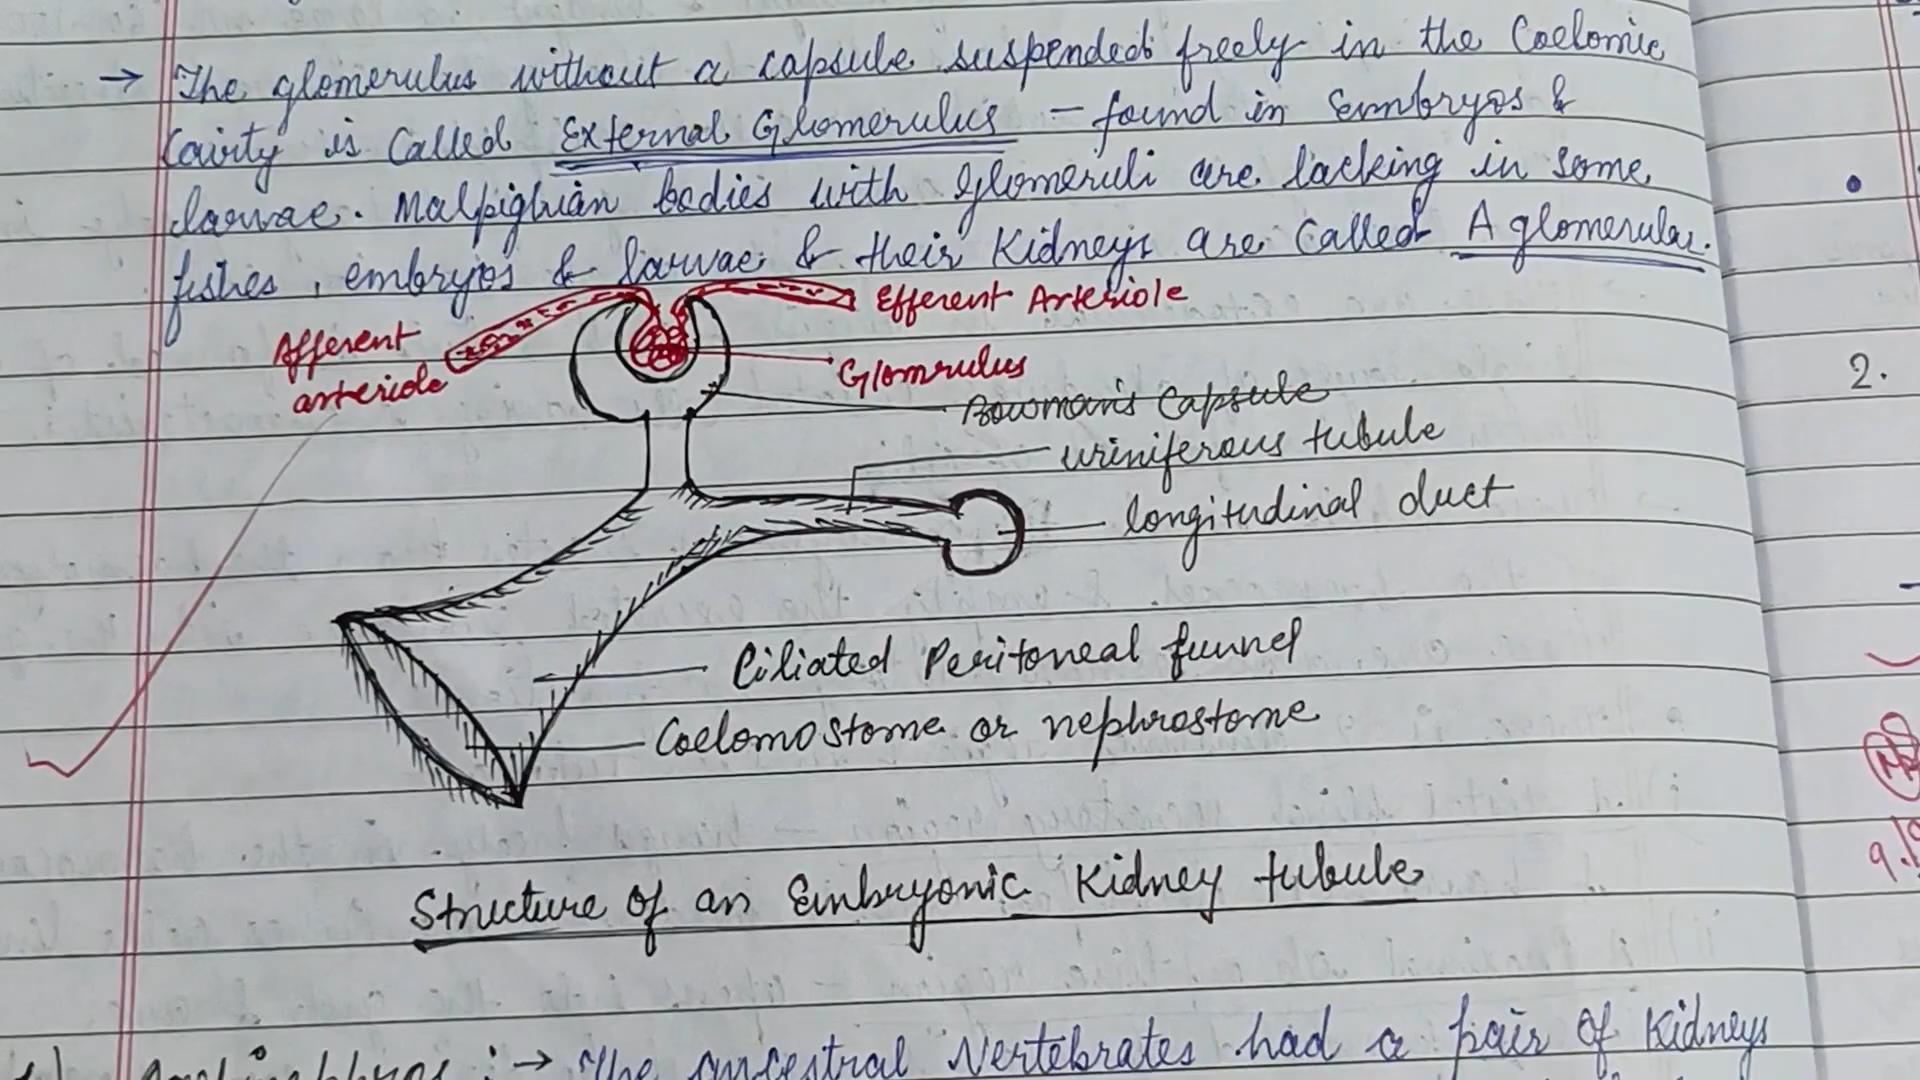 → The glomerulus without a capsule suspended freely in the Coelomic
Cavity is Called External Glomerulus - found in Embryos &
larvae. Malpighian bodies with glomeruli are lacking in Some
fishes, embryos & larvae & their Kidneys are Called A glomerular.
Efferent Arteriole
Afferent
arteriole
Glomrulus
Bowman's Capsule
uriniferous tubule
longitudinal duct
2.
Ciliated Peritoneal funnel
Coelomostome or nephrostome
Structure of an Embryonic Kidney tubule
: → The ancestral Vertebrates had a pair of Kidneys